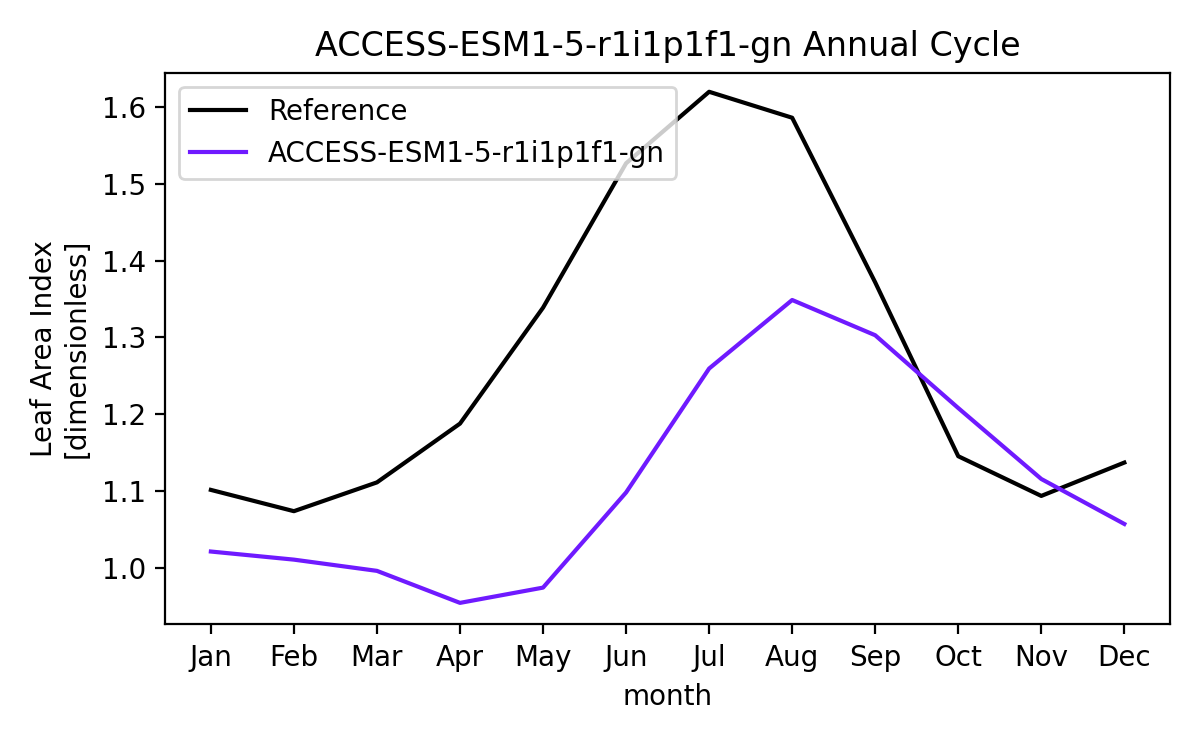 ACCESS-ESM1-5-r1i1p1f1-gn Annual Cycle
Reference
ACCESS-ESM1-5-r1i1p1f1-gn
Leaf Area Index
[dimensionless]
1.6
1.5
1.4
1.3
1.2
1.1
1.0
Jan Feb Mar Apr May Jun Jul Aug Sep Oct Nov Dec
month